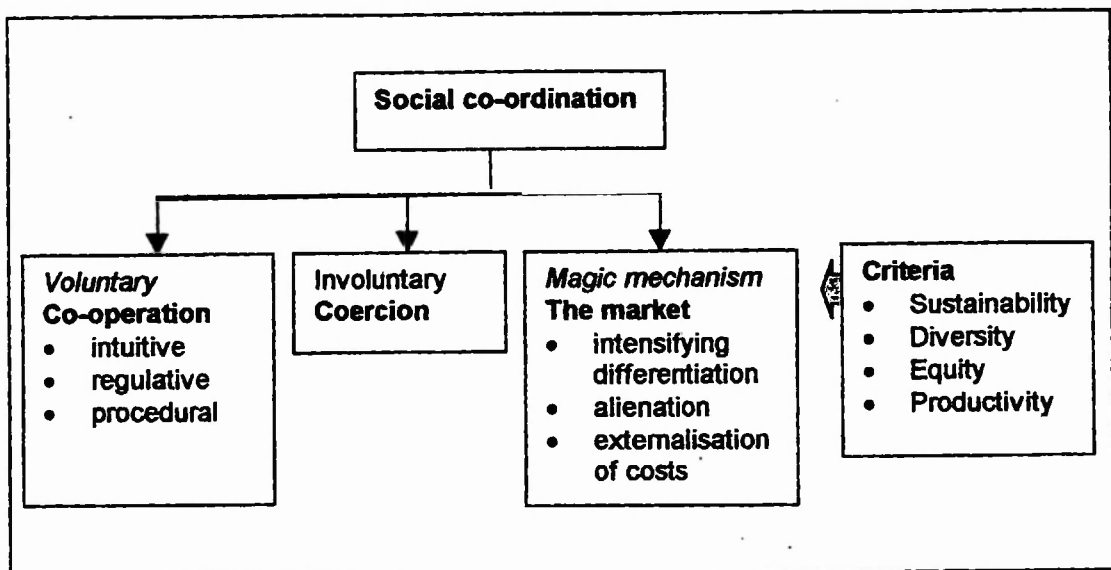 Social co-ordination
Voluntary
Co-operation
• intuitive
• regulative
• procedural
Involuntary
Coercion
Magic mechanism
The market
• intensifying
differentiation
• alienation
• externalisation
of costs
Criteria
• Sustainability
• Diversity
• Equity
• Productivity